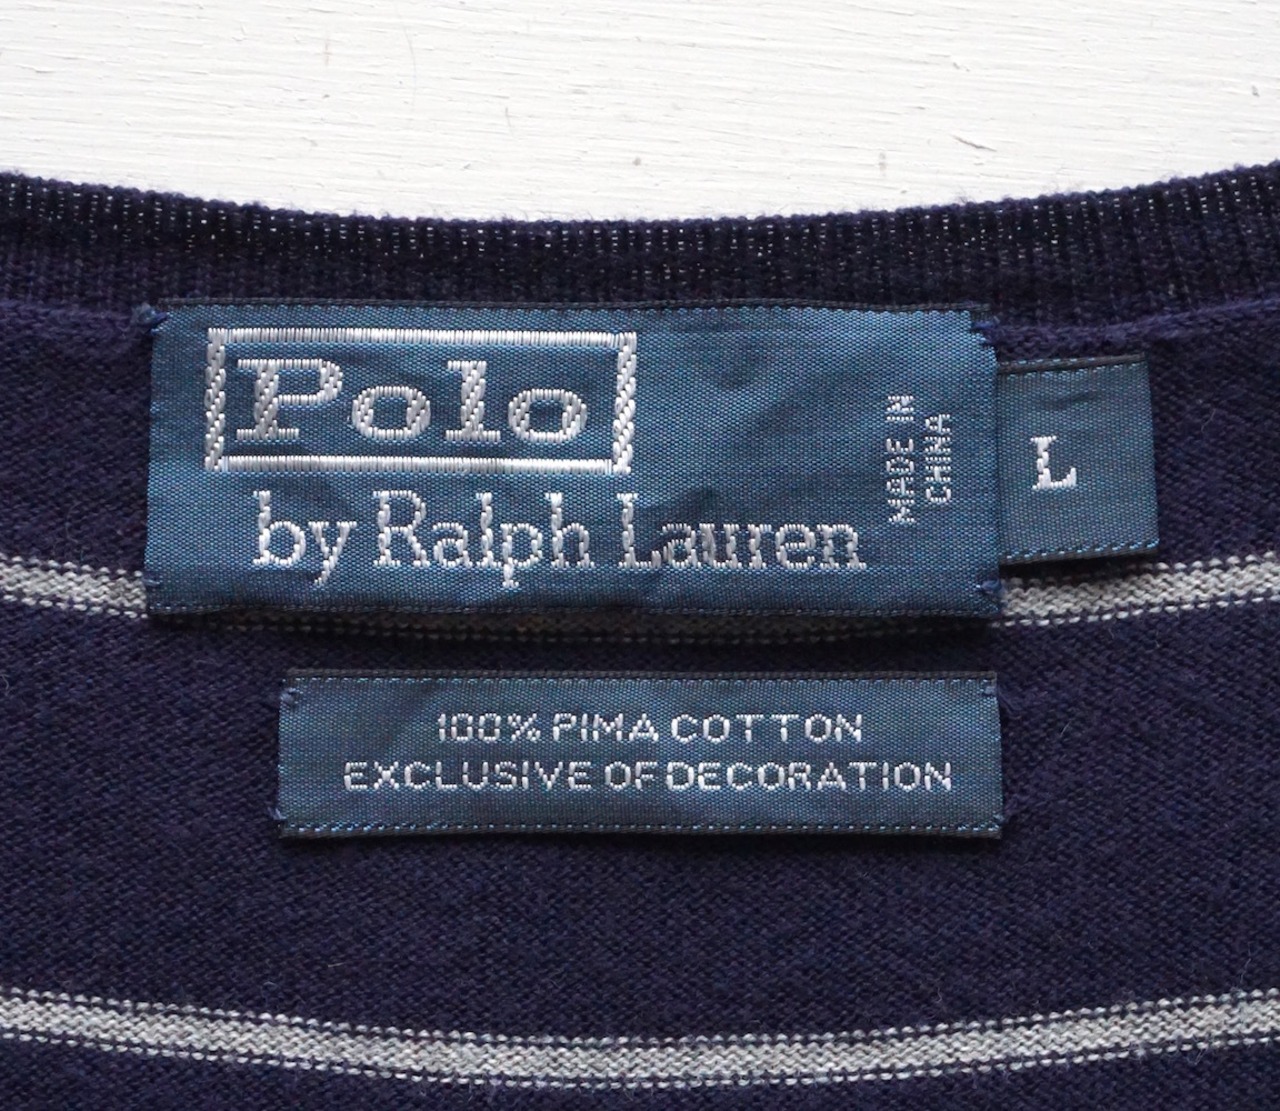 Polo
by Ralph Lauren
MADE IN
CHINA
L
100% PIMA COTTON
EXCLUSIVE OF DECORATION